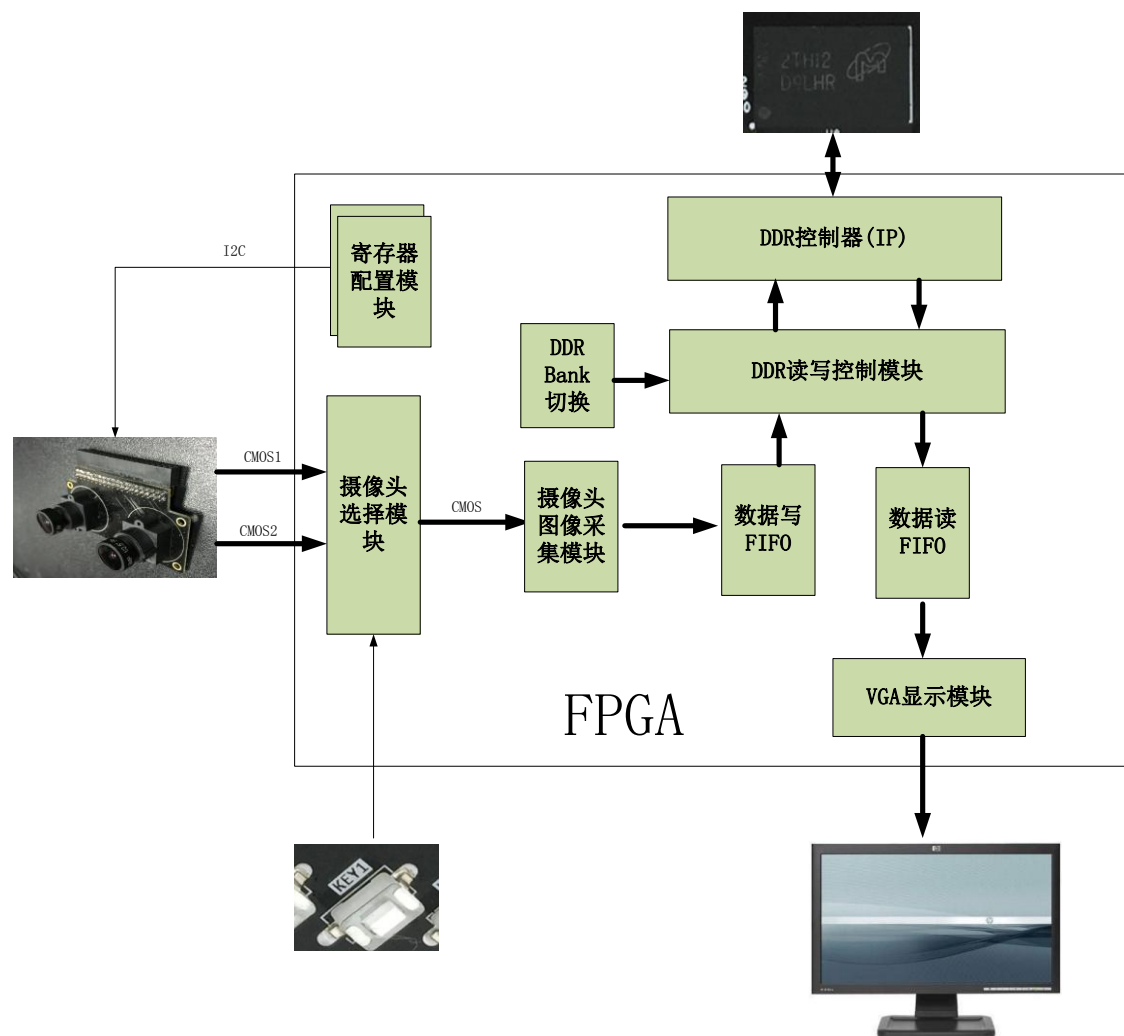 2THI2
D9LHR
DDR控制器(IP)
I2C
寄存器
配置模
块
DDR
Bank
切换
DDR读写控制模块
CMOS1
CMOS2
摄像头
选择模
块
CMOS
摄像头
图像采
集模块
数据写
FIFO
数据读
FIFO
VGA显示模块
FPGA
KEY1